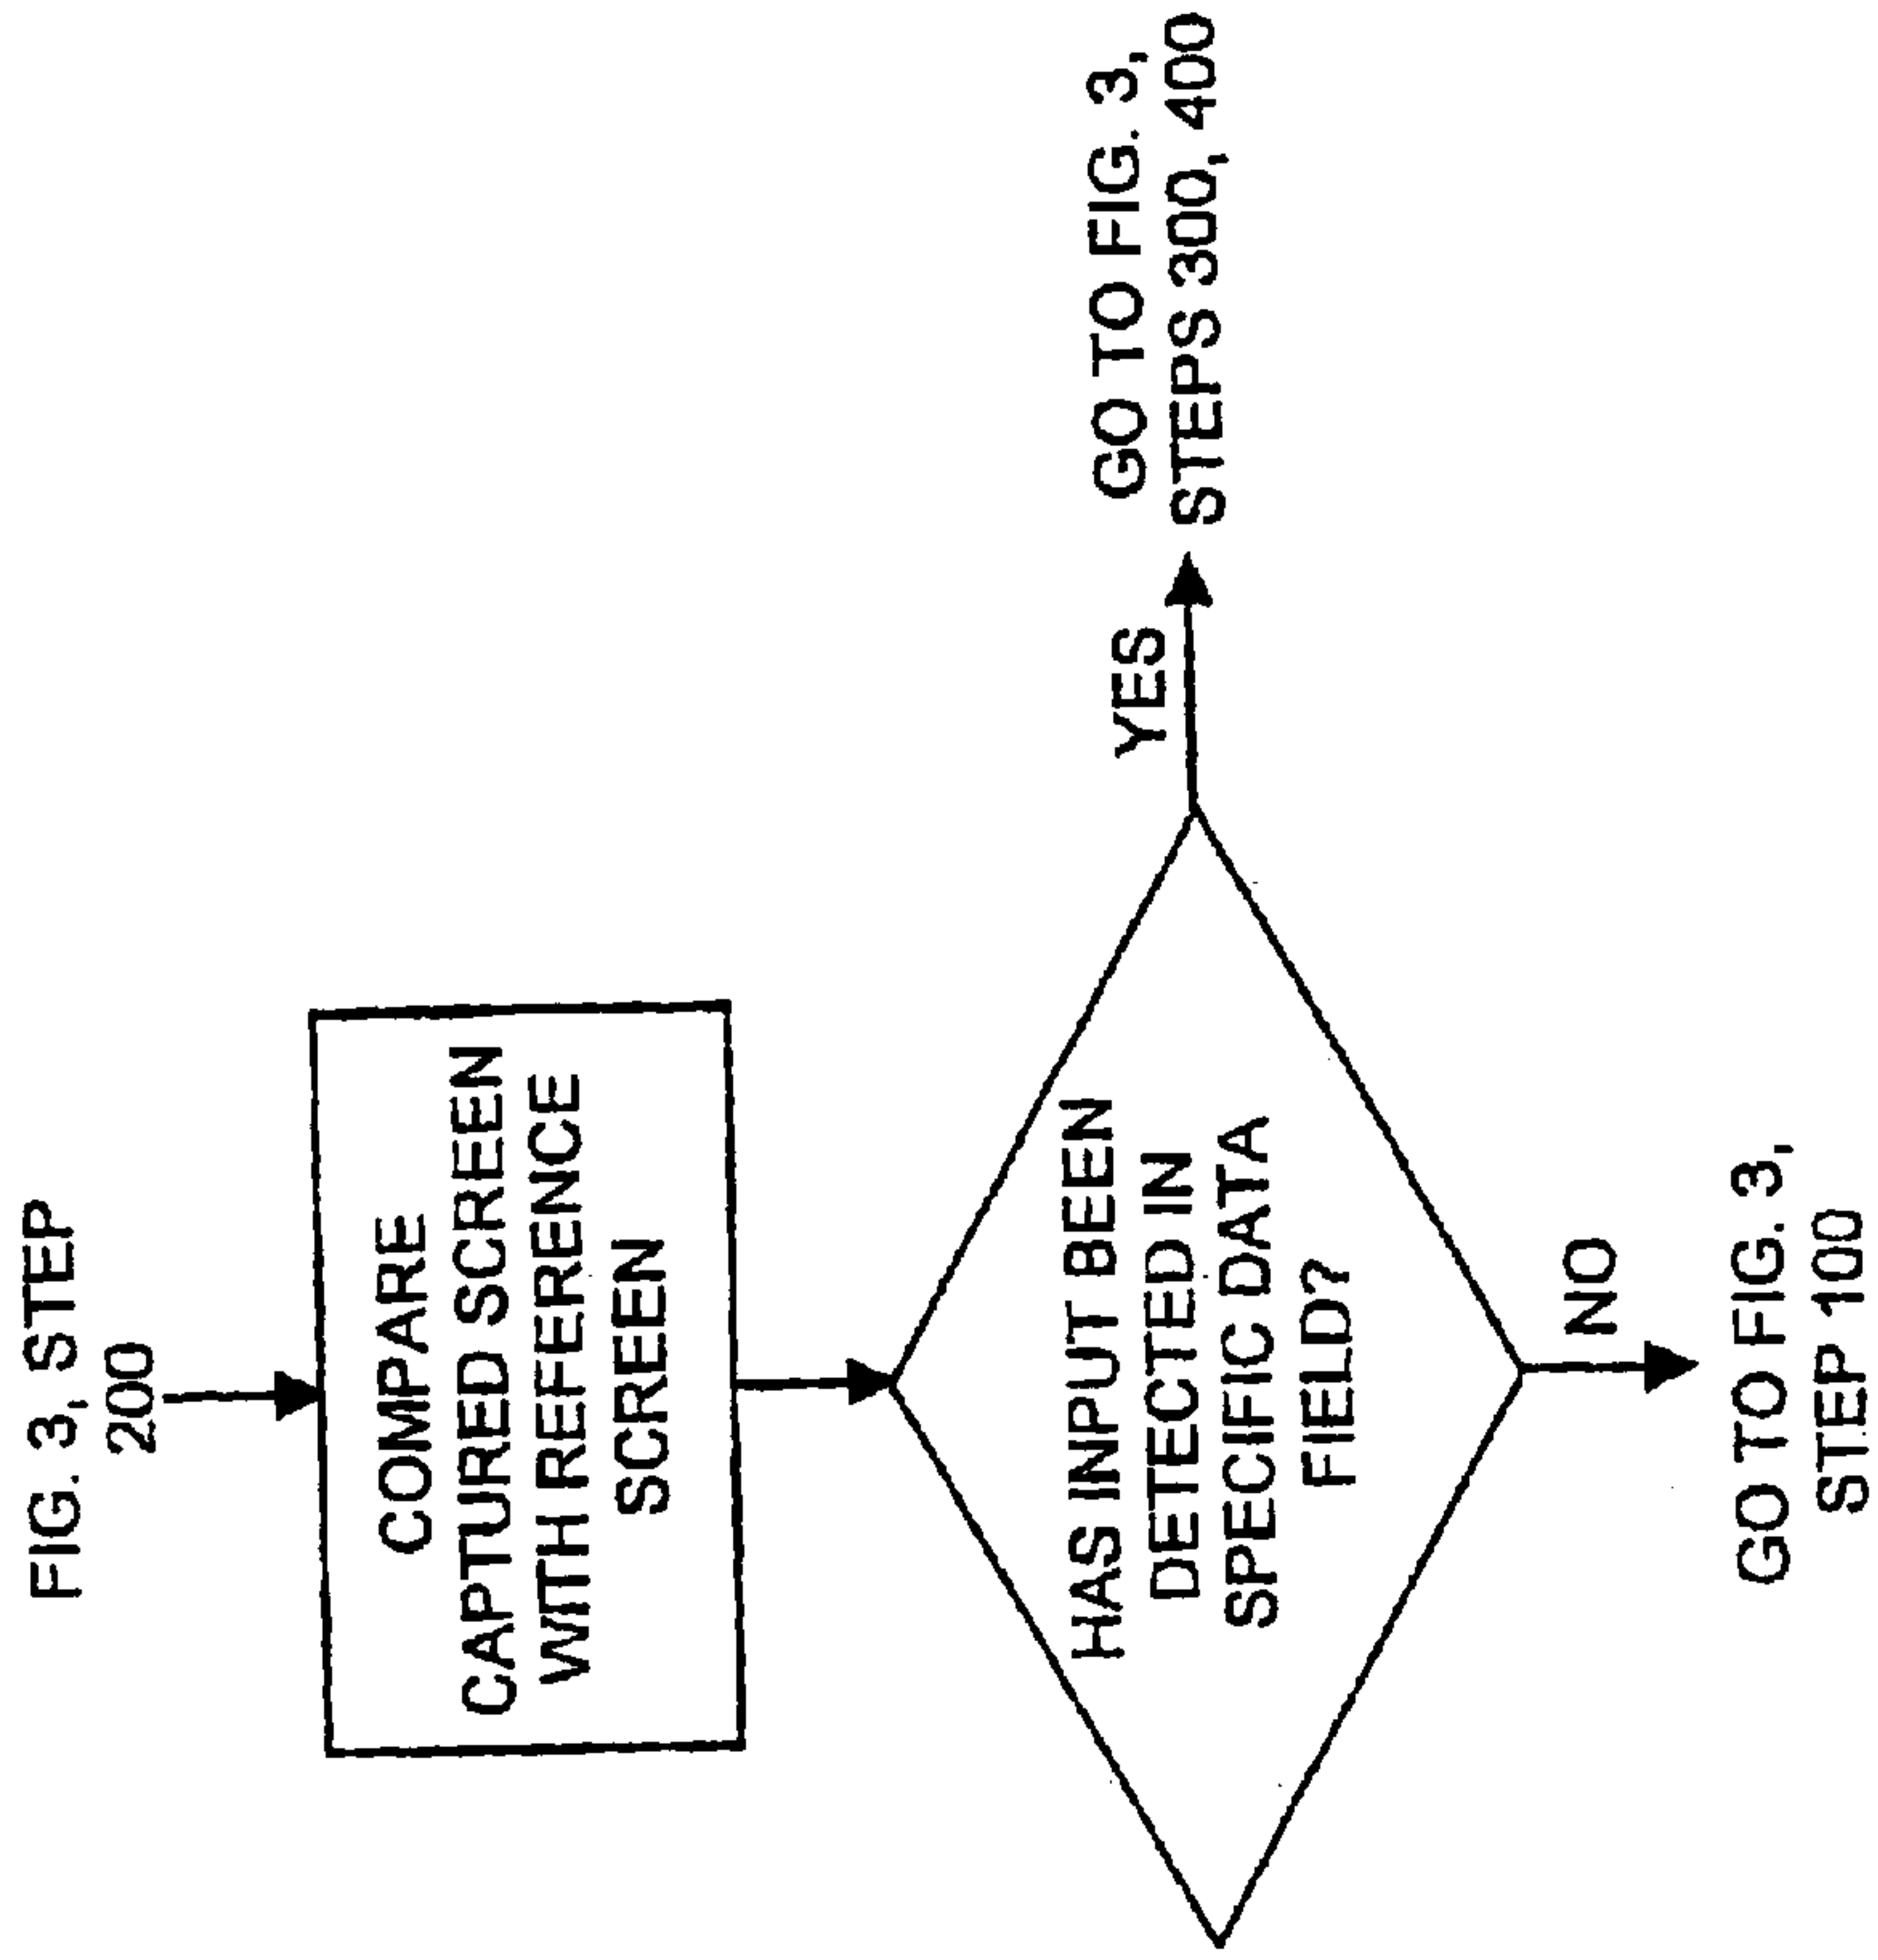 FIG. 3, STEP
200
COMPARE
CAPTURED SCREEN
WITH REFERENCE
SCREEN
HAS INPUT BEEN
DETECTED IN
SPECIFIC DATA
FIELD?
YES
GO TO FIG. 3,
STEPS 300, 400
NO
GO TO FIG. 3,
STEP 100